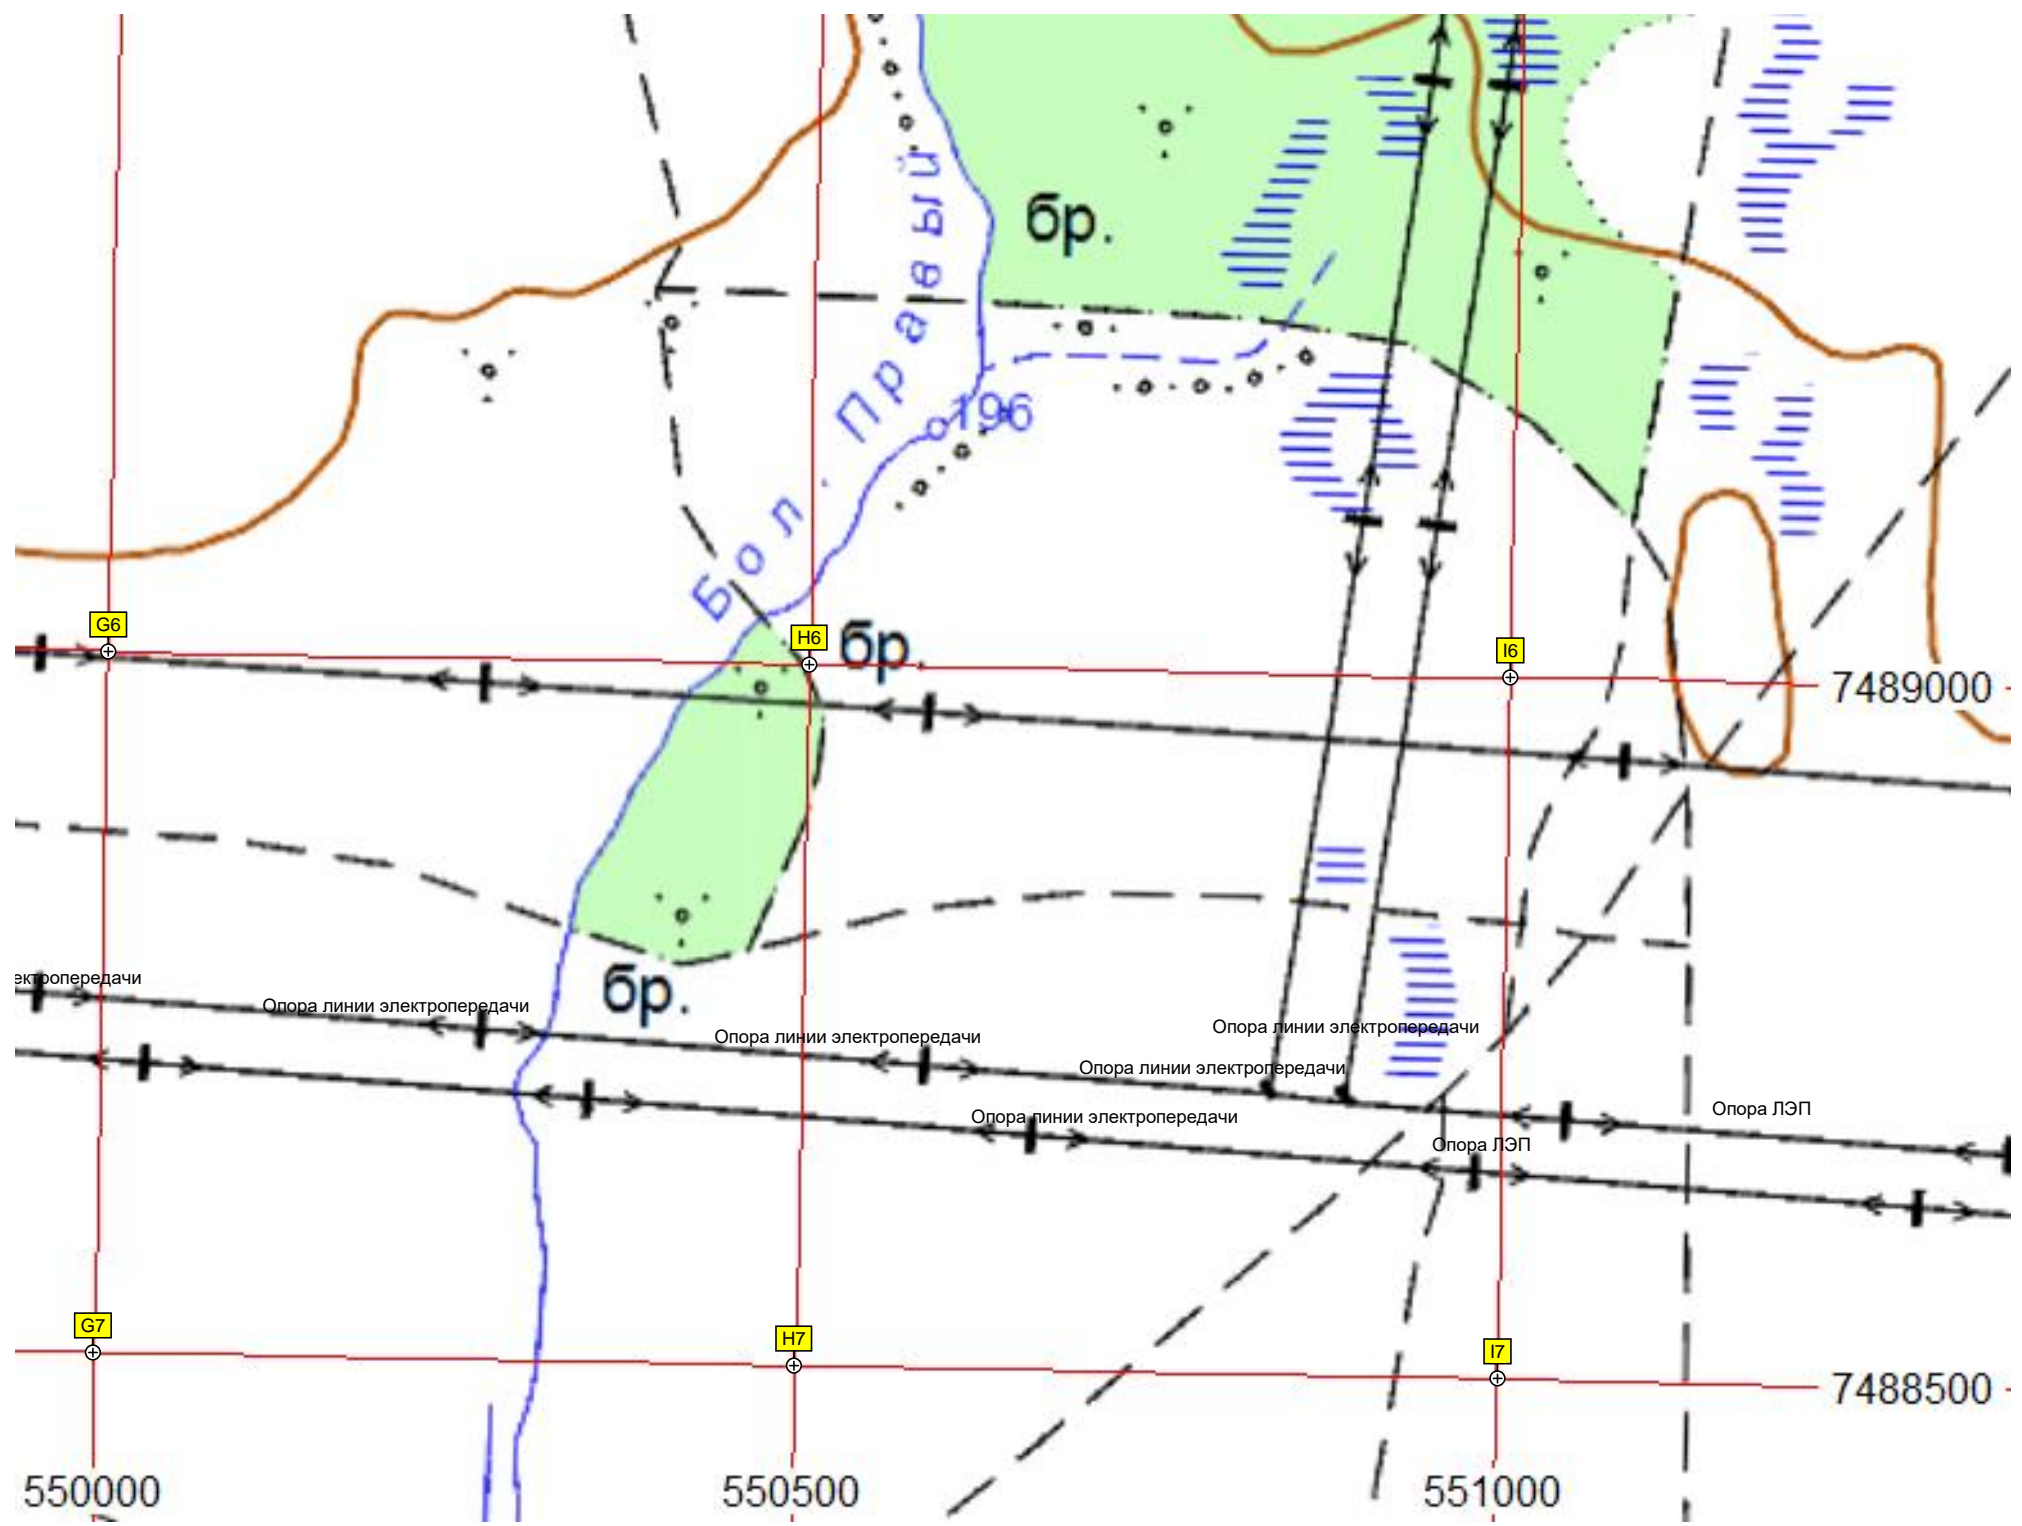 Бол. Правый
бр.
196
G6
H6
бр.
I6
7489000
ектропередачи
Опора линии электропередачи
бр.
Опора линии электропередачи
Опора линии электропередачи
Опора линии электропередачи
Опора линии электропередачи
Опора ЛЭП
Опора ЛЭП
G7
H7
I7
7488500
550000
550500
551000